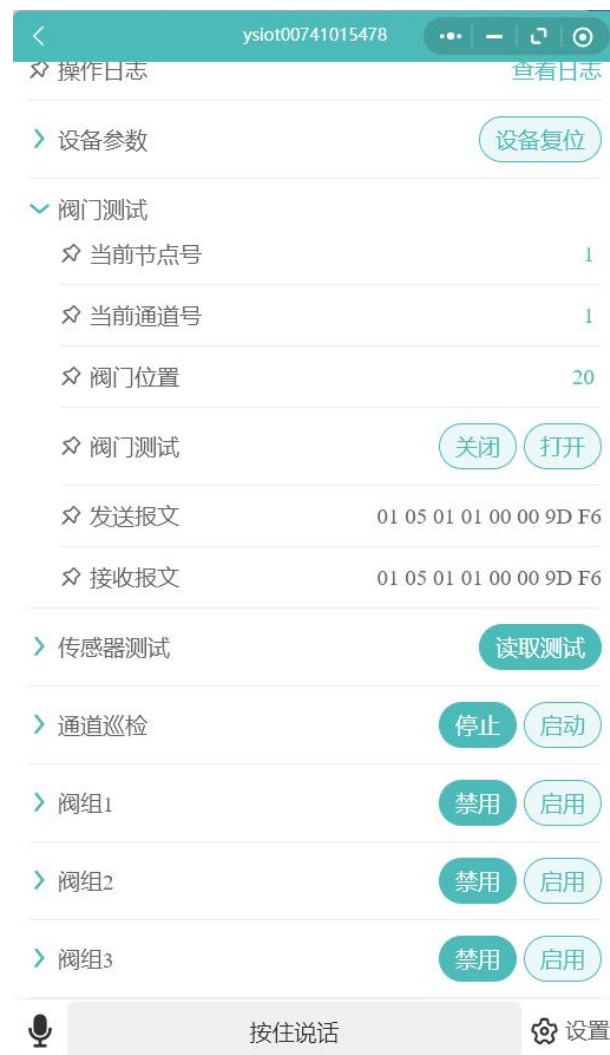 ysiot00741015478
操作日志 查看日志
设备参数 设备复位
阀门测试
当前节点号 1
当前通道号 1
阀门位置 20
阀门测试 关闭 打开
发送报文 01 05 01 01 00 00 9D F6
接收报文 01 05 01 01 00 00 9D F6
传感器测试 读取测试
通道巡检 停止 启动
阀组1 禁用 启用
阀组2 禁用 启用
阀组3 禁用 启用
按住说话 设置